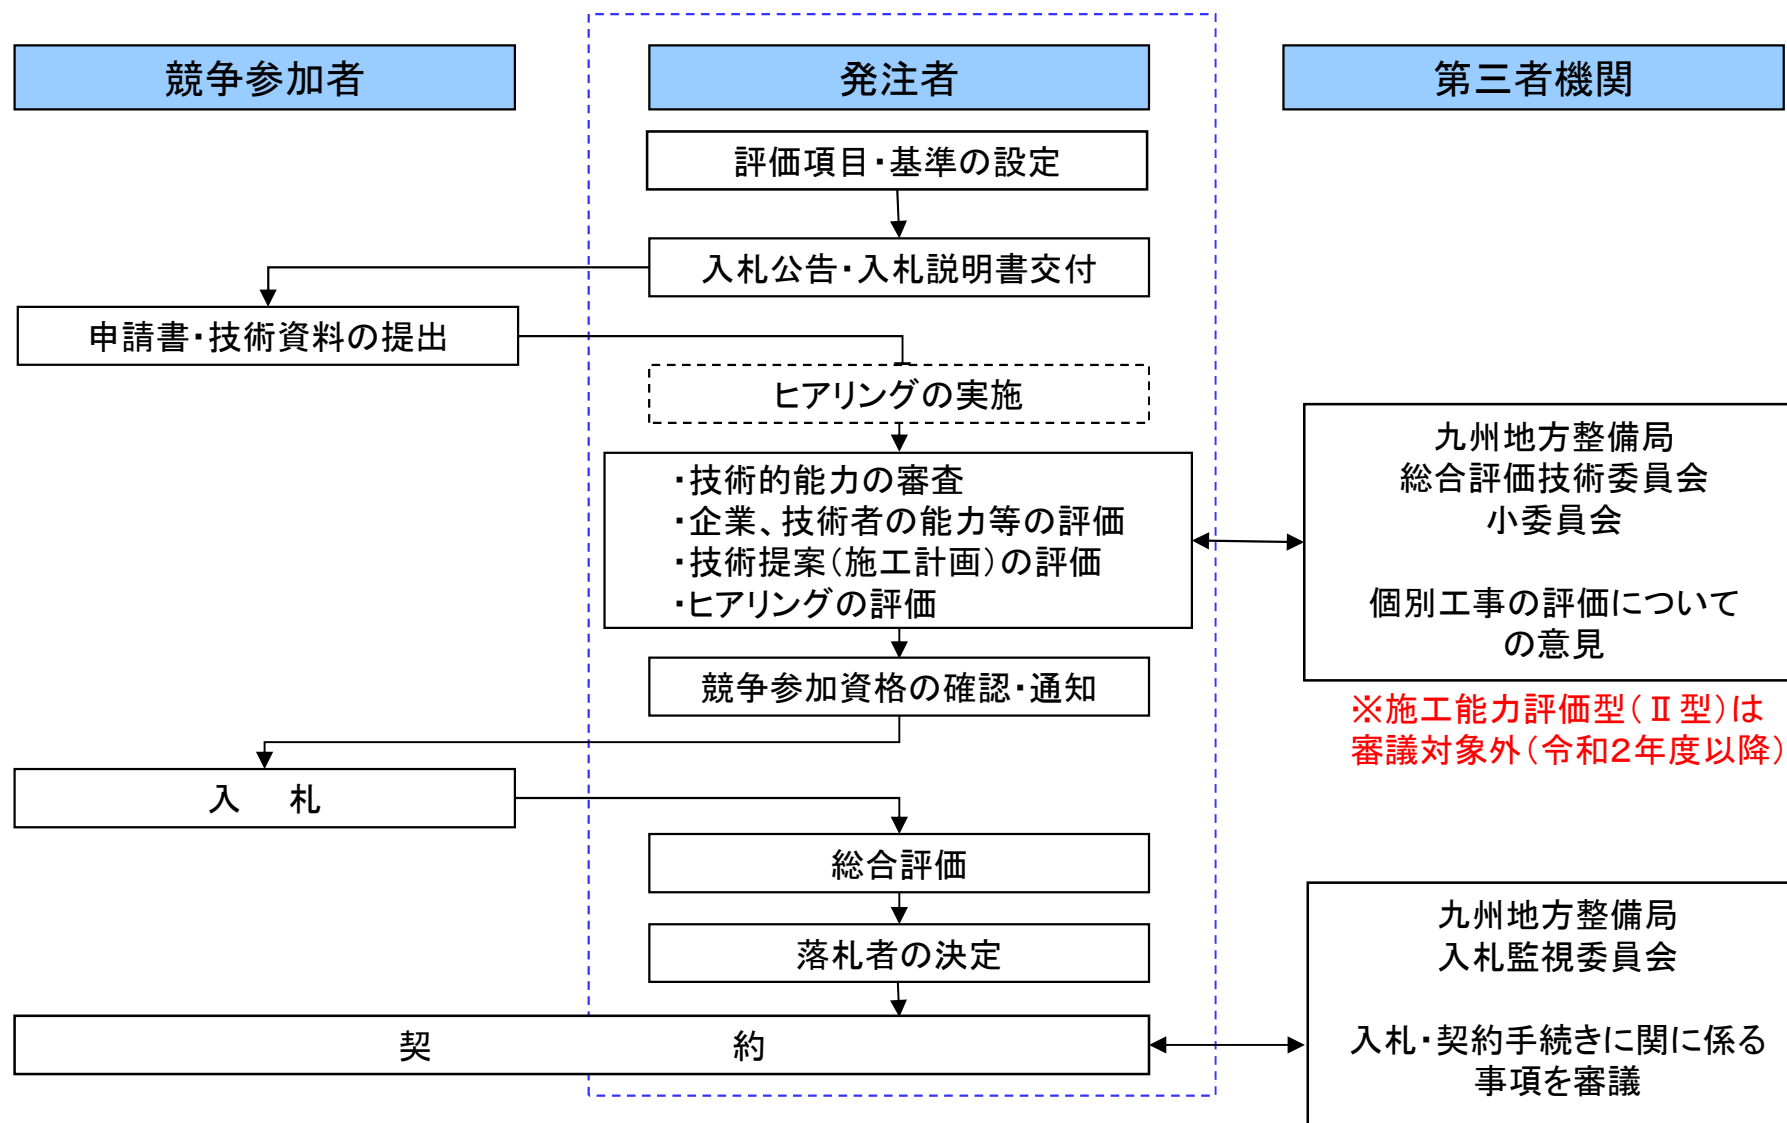 競争参加者
発注者
第三者機関
評価項目・基準の設定
入札公告・入札説明書交付
申請書・技術資料の提出
ヒアリングの実施
・技術的能力の審査
・企業、技術者の能力等の評価
・技術提案(施工計画)の評価
・ヒアリングの評価
九州地方整備局
総合評価技術委員会
小委員会
個別工事の評価について
の意見
※施工能力評価型(Ⅱ型)は
審議対象外(令和2年度以降)
競争参加資格の確認・通知
入 札
総合評価
落札者の決定
契 約
九州地方整備局
入札監視委員会
入札・契約手続きに関に係る
事項を審議